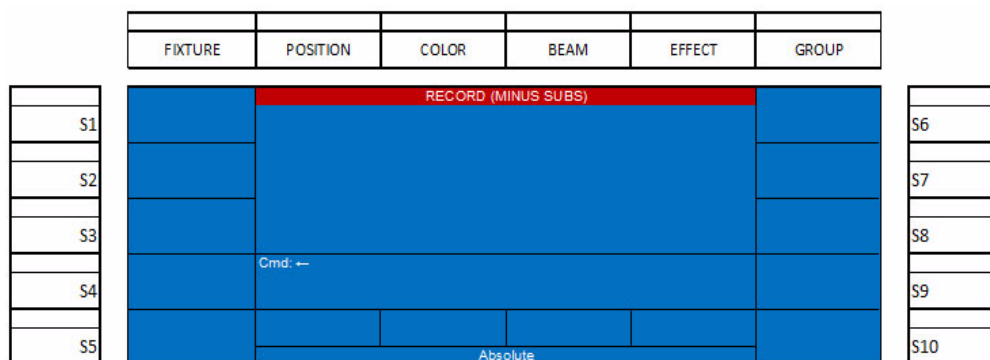 FIXTURE POSITION COLOR BEAM EFFECT GROUP
RECORD (MINUS SUBS)
S1 S6
S2 S7
S3 S8
Cmd: ←
S4 S9
S5 S10
Absolute